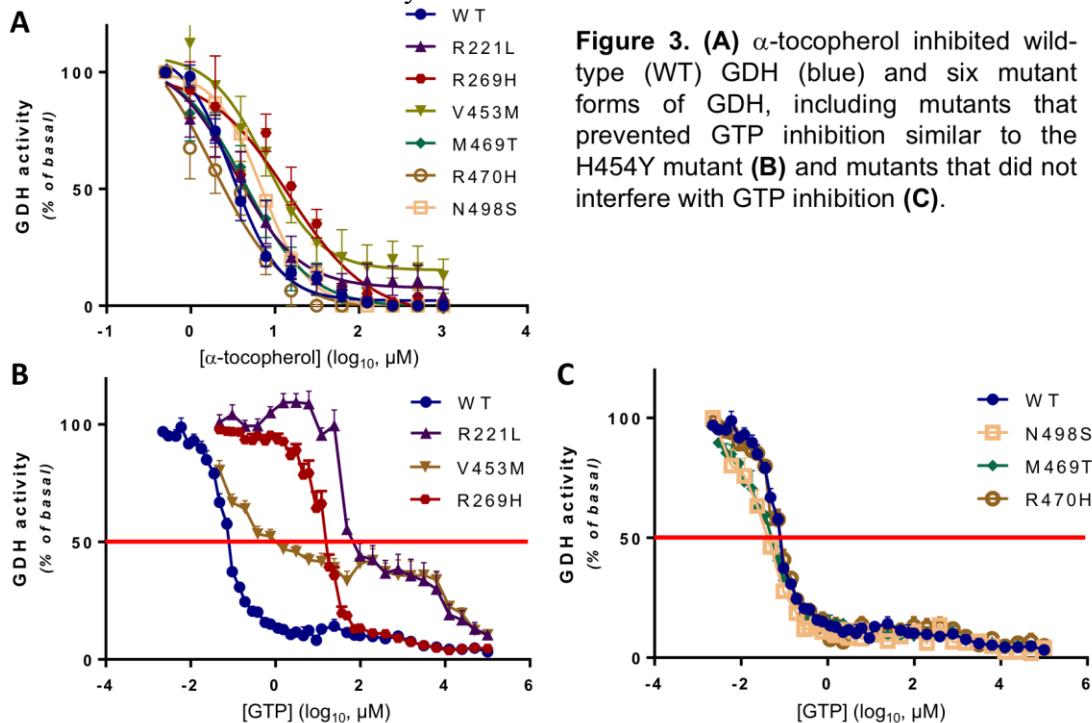 A
GDH activity
(% of basal)
100
50
0
-1
0
1
2
3
4
[α-tocopherol] (log10, µM)
WT
R221L
R269H
V453M
M469T
R470H
N498S
Figure 3. (A) α-tocopherol inhibited wild-
type (WT) GDH (blue) and six mutant
forms of GDH, including mutants that
prevented GTP inhibition similar to the
H454Y mutant (B) and mutants that did not
interfere with GTP inhibition (C).
B
GDH activity
(% of basal)
100
50
0
-4
-2
0
2
4
6
[GTP] (log10, µM)
WT
R221L
V453M
R269H
C
GDH activity
(% of basal)
100
50
0
-4
-2
0
2
4
6
[GTP] (log10, µM)
WT
N498S
M469T
R470H